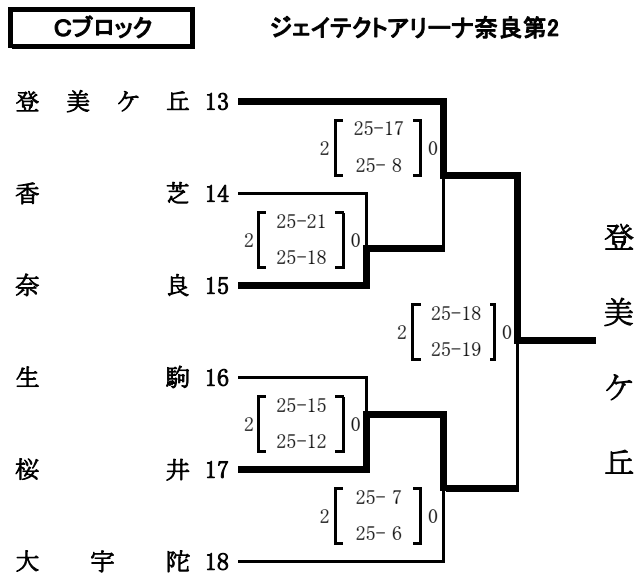 Cブロック ジェイテクトアリーナ奈良第2
登美ケ丘 13
25-17
2 0
25- 8
香芝 14
25-21
2 0
25-18
奈良 15
25-18
2 0
25-19
生駒 16
25-15
2 0
25-12
桜井 17
25- 7
2 0
25- 6
大宇陀 18
登美ケ丘